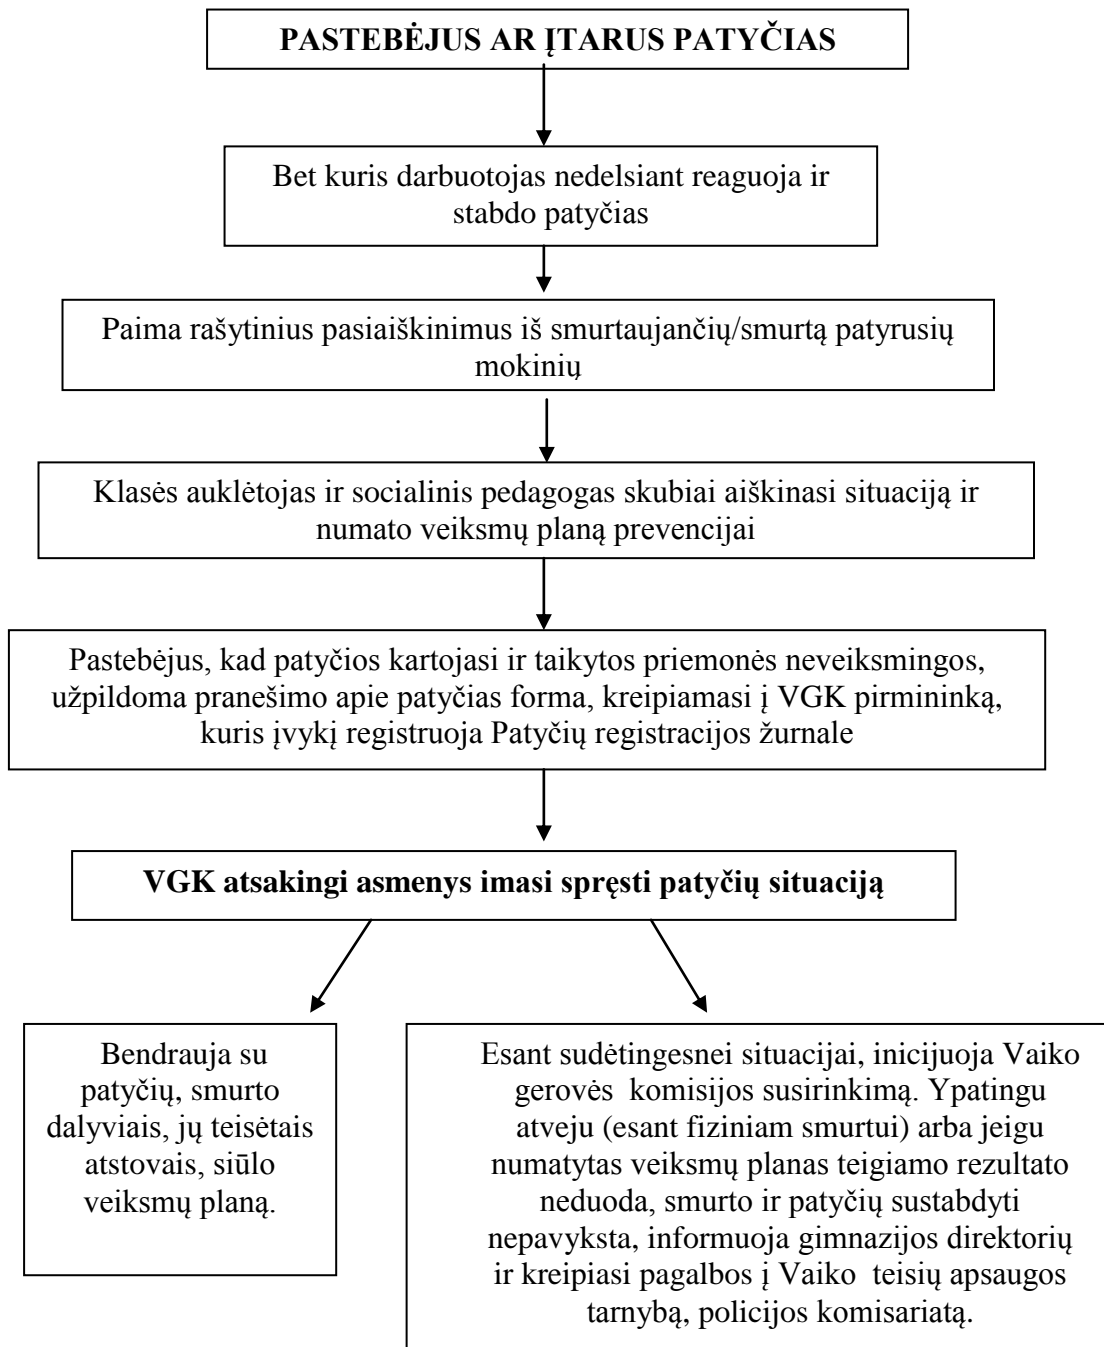 PASTEBĖJUS AR ĮTARUS PATYČIAS
Bet kuris darbuotojas nedelsiant reaguoja ir
stabdo patyčias
Paima rašytinius pasiaiškinimus iš smurtaujančių/smurtą patyrusių
mokinių
Klasės auklėtojas ir socialinis pedagogas skubiai aiškinasi situaciją ir
numato veiksmų planą prevencijai
Pastebėjus, kad patyčios kartojasi ir taikytos priemonės neveiksmingos,
užpildoma pranešimo apie patyčias forma, kreipiamasi į VGK pirmininką,
kuris įvykį registruoja Patyčių registracijos žurnale
VGK atsakingi asmenys imasi spręsti patyčių situaciją
Bendrauja su
patyčių, smurto
dalyviais, jų teisėtais
atstovais, siūlo
veiksmų planą.
Esant sudėtingesnei situacijai, inicijuoja Vaiko
gerovės komisijos susirinkimą. Ypatingu
atveju (esant fiziniam smurtui) arba jeigu
numatytas veiksmų planas teigiamo rezultato
neduoda, smurto ir patyčių sustabdyti
nepavyksta, informuoja gimnazijos direktorių
ir kreipiasi pagalbos į Vaiko teisių apsaugos
tarnybą, policijos komisariatą.